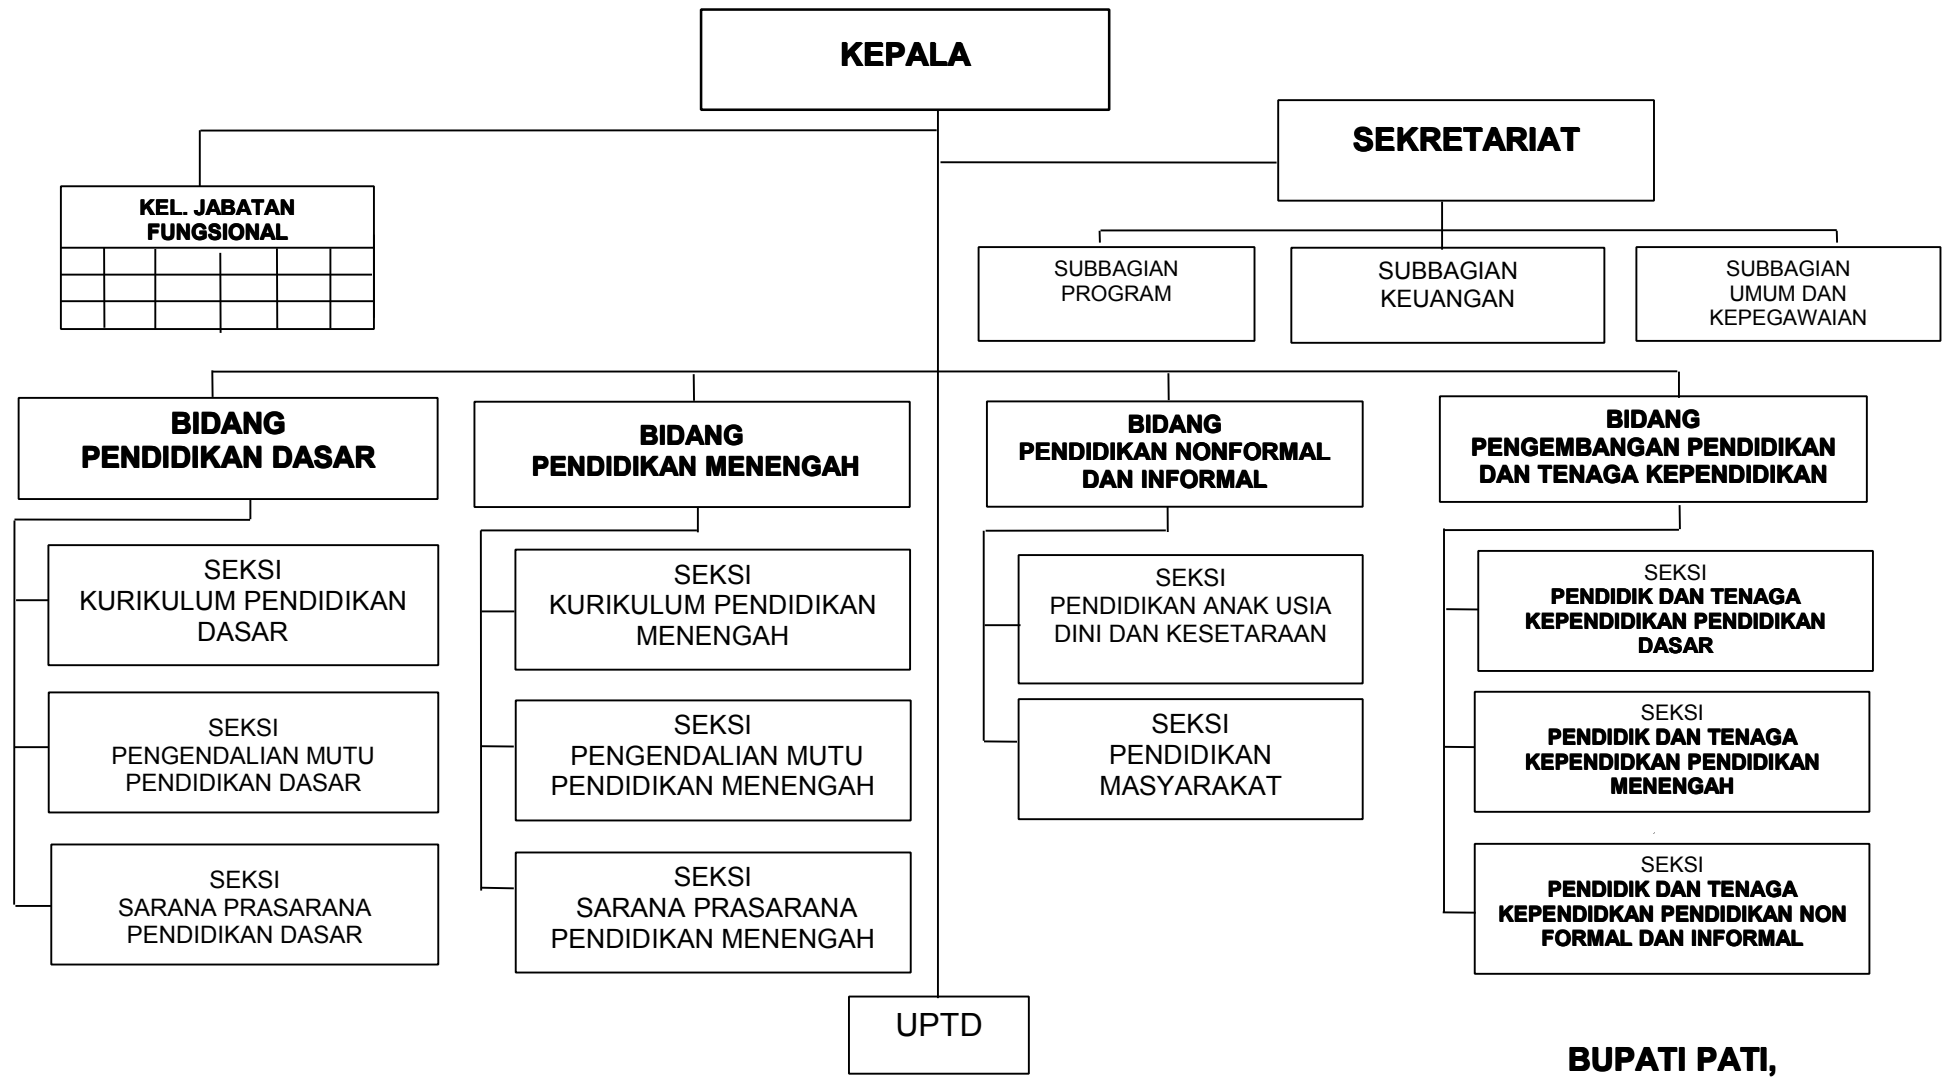 KEPALA
SEKRETARIAT
KEL. JABATAN
FUNGSIONAL
SUBBAGIAN
PROGRAM
SUBBAGIAN
KEUANGAN
SUBBAGIAN
UMUM DAN
KEPEGAWAIAN
BIDANG
PENDIDIKAN DASAR
BIDANG
PENDIDIKAN MENENGAH
BIDANG
PENDIDIKAN NONFORMAL
DAN INFORMAL
BIDANG
PENGEMBANGAN PENDIDIKAN
DAN TENAGA KEPENDIDIKAN
SEKSI
KURIKULUM PENDIDIKAN
DASAR
SEKSI
KURIKULUM PENDIDIKAN
MENENGAH
SEKSI
PENDIDIKAN ANAK USIA
DINI DAN KESETARAAN
SEKSI
PENDIDIK DAN TENAGA
KEPENDIDIKAN PENDIDIKAN
DASAR
SEKSI
PENGENDALIAN MUTU
PENDIDIKAN DASAR
SEKSI
PENGENDALIAN MUTU
PENDIDIKAN MENENGAH
SEKSI
PENDIDIKAN
MASYARAKAT
SEKSI
PENDIDIK DAN TENAGA
KEPENDIDKAN PENDIDIKAN
MENENGAH
SEKSI
SARANA PRASARANA
PENDIDIKAN DASAR
SEKSI
SARANA PRASARANA
PENDIDIKAN MENENGAH
SEKSI
PENDIDIK DAN TENAGA
KEPENDIDKAN PENDIDIKAN NON
FORMAL DAN INFORMAL
UPTD
BUPATI PATI,